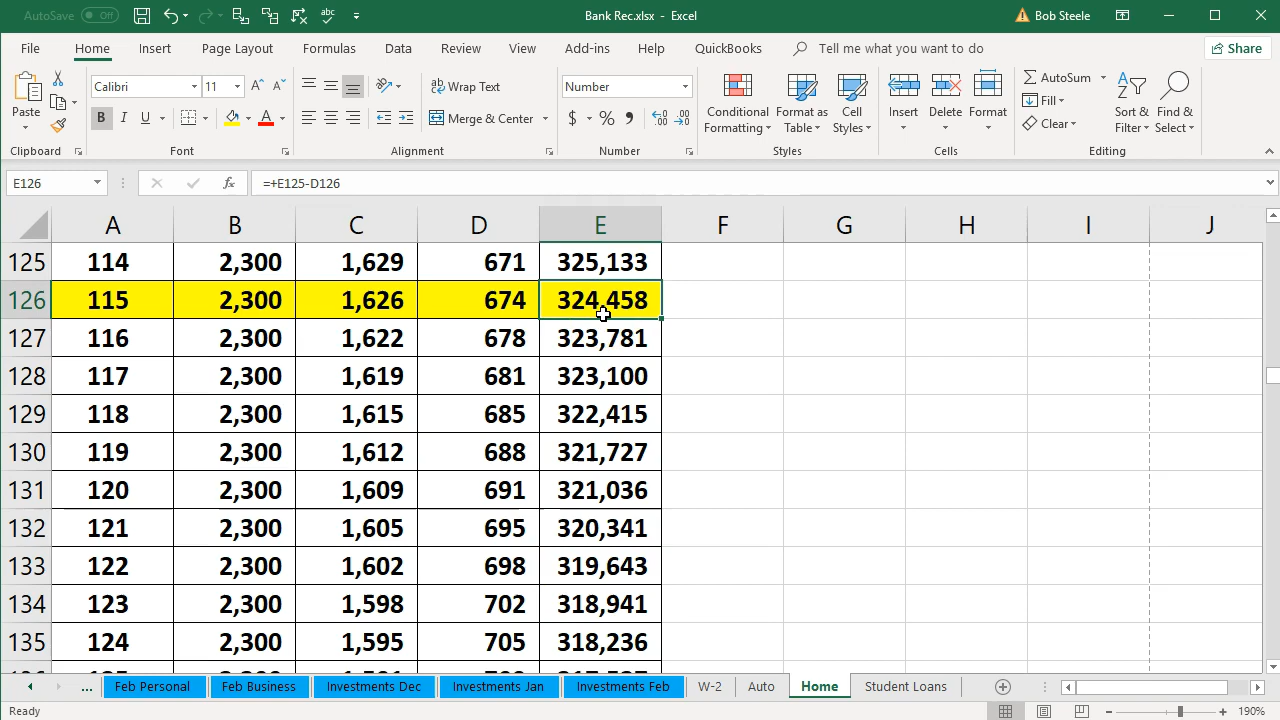 AutoSave Off Bank Rec.xlsx - Excel Bob Steele
File Home Insert Page Layout Formulas Data Review View Add-ins Help QuickBooks Tell me what you want to do Share
Paste Calibri 11 Wrap Text Number Conditional Formatting Format as Table Cell Styles Insert Delete Format AutoSum Sort & Filter Find & Select
B I U A Merge & Center $ % Fill
Clear
Clipboard Font Alignment Number Styles Cells Editing
E126 fx =+E125-D126
A B C D E F G H I J
125 114 2,300 1,629 671 325,133
126 115 2,300 1,626 674 324,458
127 116 2,300 1,622 678 323,781
128 117 2,300 1,619 681 323,100
129 118 2,300 1,615 685 322,415
130 119 2,300 1,612 688 321,727
131 120 2,300 1,609 691 321,036
132 121 2,300 1,605 695 320,341
133 122 2,300 1,602 698 319,643
134 123 2,300 1,598 702 318,941
135 124 2,300 1,595 705 318,236
... Feb Personal Feb Business Investments Dec Investments Jan Investments Feb W-2 Auto Home Student Loans
Ready 190%